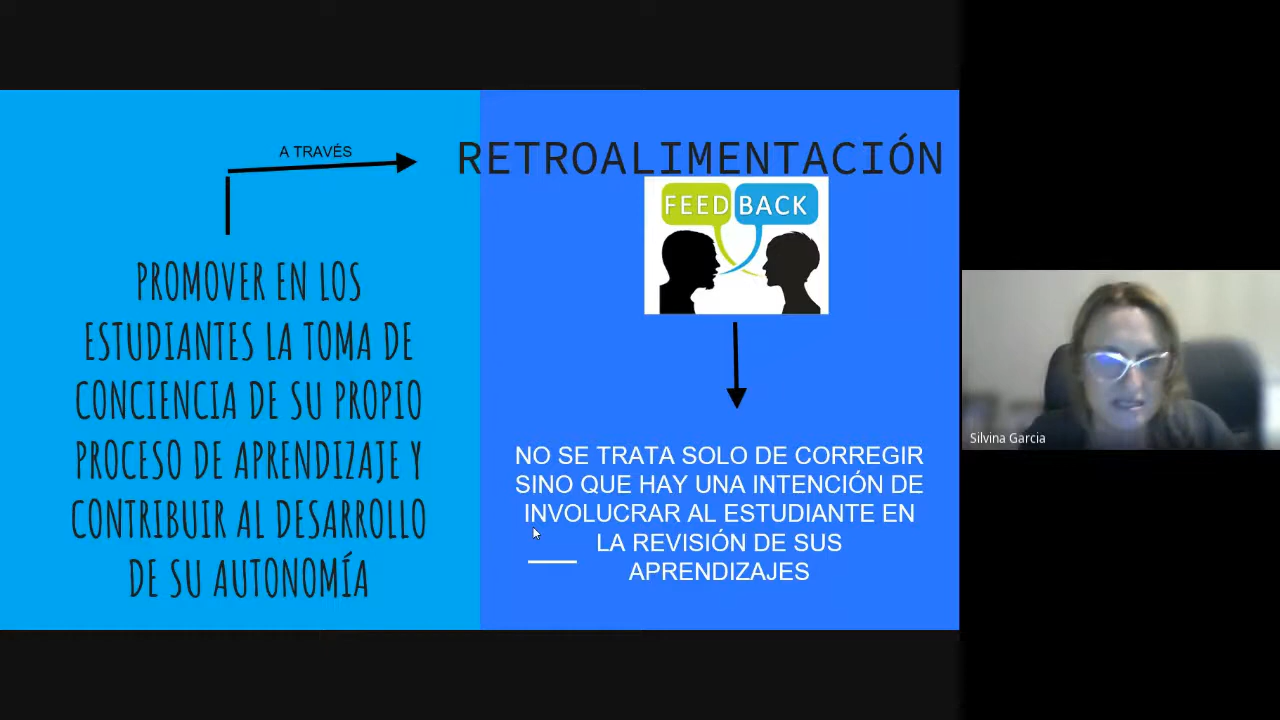 A TRAVÉS
RETROALIMENTACIÓN
FEED BACK
PROMOVER EN LOS
ESTUDIANTES LA TOMA DE
CONCIENCIA DE SU PROPIO
PROCESO DE APRENDIZAJE Y
CONTRIBUIR AL DESARROLLO
DE SU AUTONOMÍA
NO SE TRATA SOLO DE CORREGIR
SINO QUE HAY UNA INTENCIÓN DE
INVOLUCRAR AL ESTUDIANTE EN
LA REVISIÓN DE SUS
APRENDIZAJES
Silvina Garcia